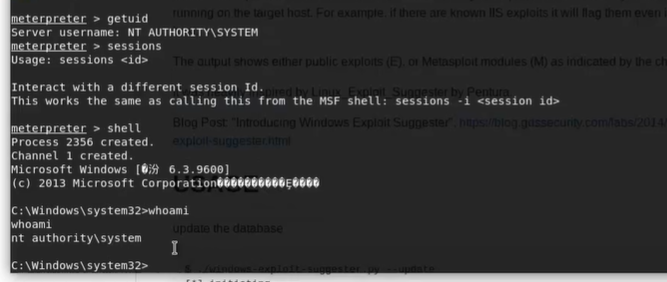 meterpreter > getuid
Server username: NT AUTHORITY\SYSTEM
meterpreter > sessions
Usage: sessions <id>
Interact with a different session Id.
This works the same as calling this from the MSF shell: sessions -i <session id>
meterpreter > shell
Process 2356 created.
Channel 1 created.
Microsoft Windows [�汾 6.3.9600]
(c) 2013 Microsoft Corporation������������Ȩ����
C:\Windows\system32>whoami
whoami
nt authority\system
C:\Windows\system32>
running on the target host. For example, if there are known IIS exploits it will flag them even
The output shows either public exploits (E), or Metasploit modules (M) as indicated by the ch
inspired by Linux_Exploit_Suggester by Pentura
Blog Post: "Introducing Windows Exploit Suggester", https://blog.gdssecurity.com/labs/2014/
exploit-suggester.html
USAGE
update the database
$ ./windows-exploit-suggester.py --update
[*] initiating